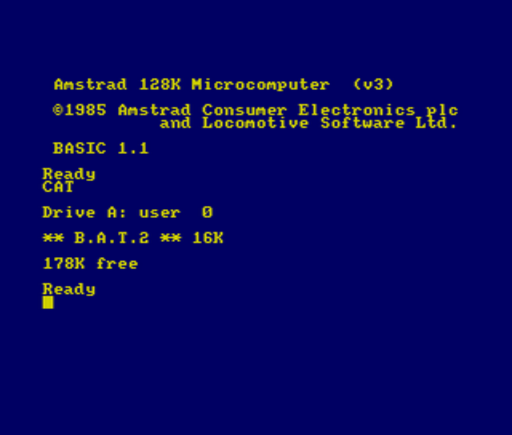 Amstrad 128K Microcomputer (v3)
©1985 Amstrad Consumer Electronics plc
and Locomotive Software Ltd.
BASIC 1.1
Ready
CAT
Drive A: user 0
** B.A.T.2 ** 16K
178K free
Ready